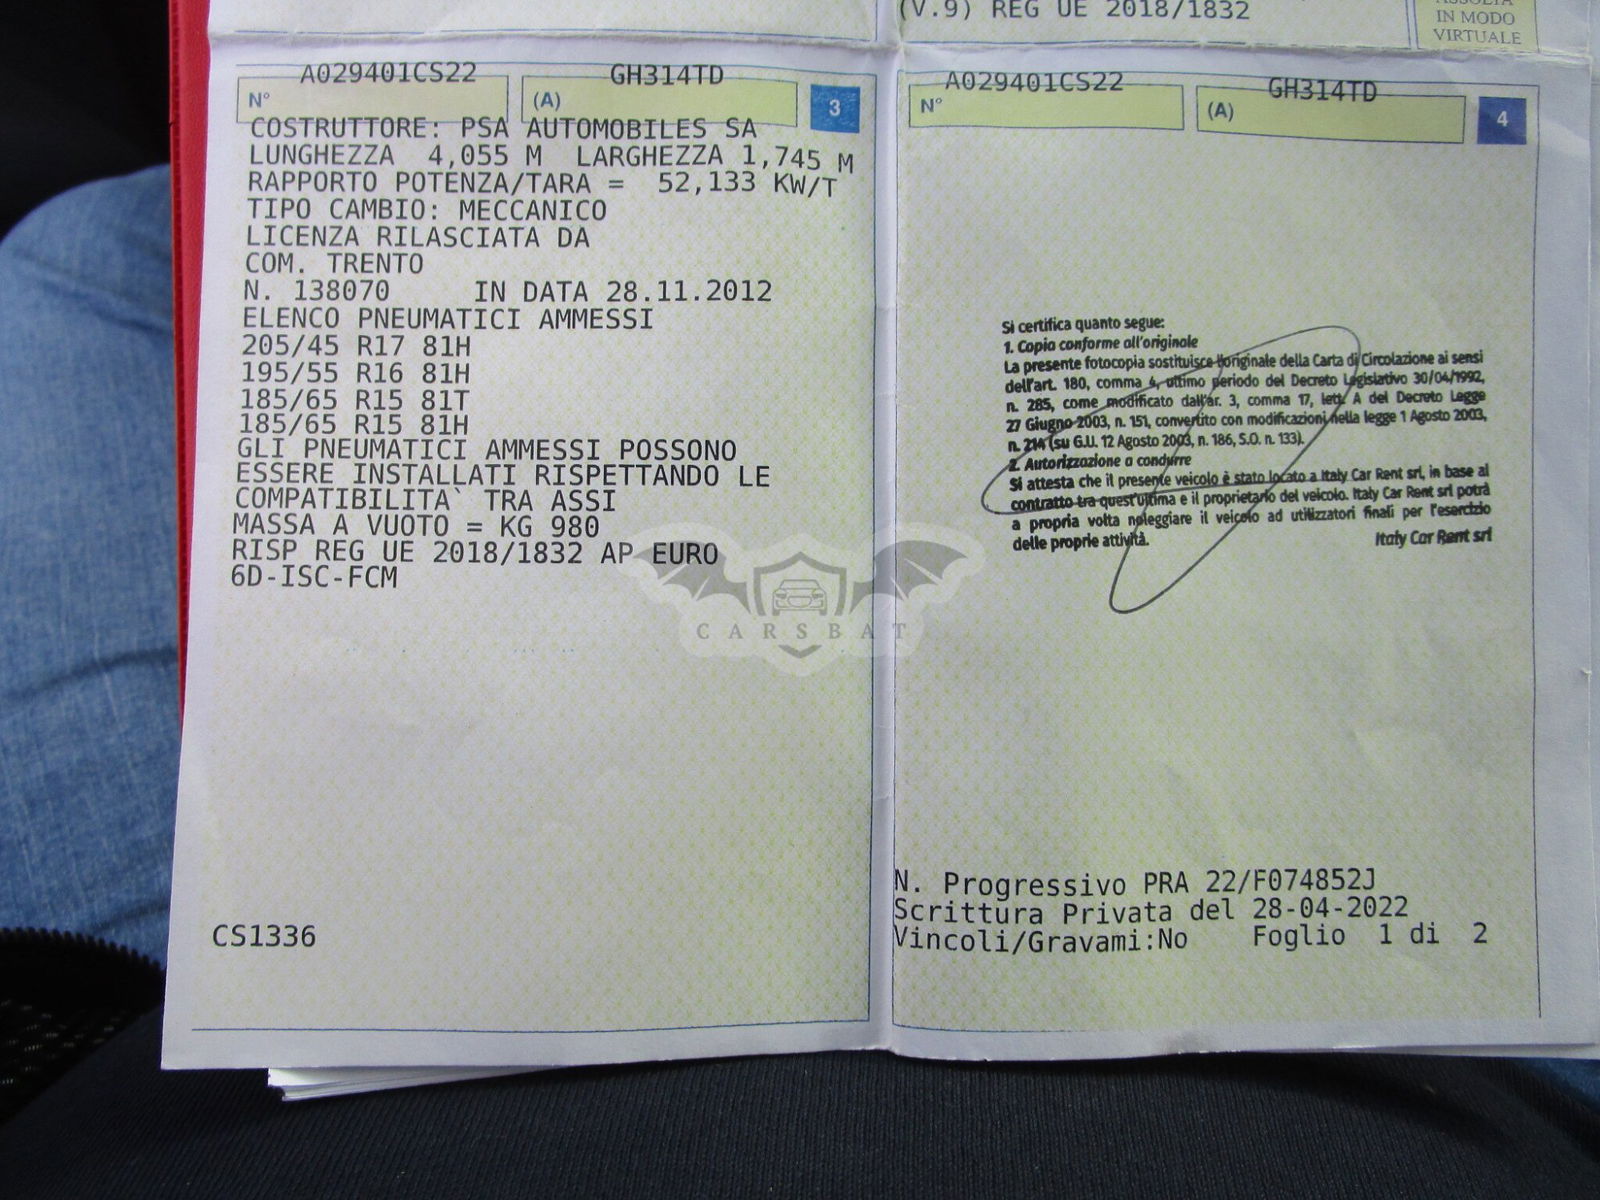 (V.9) REG UE 2018/1832
ASSOLTA
IN MODO
VIRTUALE
A029401CS22
GH314TD
N°
(A)
3
COSTRUTTORE: PSA AUTOMOBILES SA
LUNGHEZZA 4,055 M LARGHEZZA 1,745 M
RAPPORTO POTENZA/TARA = 52,133 KW/T
TIPO CAMBIO: MECCANICO
LICENZA RILASCIATA DA
COM. TRENTO
N. 138070 IN DATA 28.11.2012
ELENCO PNEUMATICI AMMESSI
205/45 R17 81H
195/55 R16 81H
185/65 R15 81T
185/65 R15 81H
GLI PNEUMATICI AMMESSI POSSONO
ESSERE INSTALLATI RISPETTANDO LE
COMPATIBILITA` TRA ASSI
MASSA A VUOTO = KG 980
RISP REG UE 2018/1832 AP EURO
6D-ISC-FCM
CS1336
A029401CS22
GH314TD
N°
(A)
4
Si certifica quanto segue:
1. Copia conforme all'originale
La presente fotocopia sostituisce l'originale della Carta di Circolazione ai sensi
dell'art. 180, comma 4, ultimo periodo del Decreto Legislativo 30/04/1992,
n. 285, come modificato dall'ar. 3, comma 17, lett. A del Decreto Legge
27 Giugno 2003, n. 151, convertito con modificazioni nella legge 1 Agosto 2003,
n. 214 (su G.U. 12 Agosto 2003, n. 186, S.O. n. 133).
2. Autorizzazione a condurre
Si attesta che il presente veicolo è stato locato a Italy Car Rent srl, in base al
contratto tra quest'ultima e il proprietario del veicolo. Italy Car Rent srl potrà
a propria volta noleggiare il veicolo ad utilizzatori finali per l'esercizio
delle proprie attività.
Italy Car Rent srl
CARSBAT
N. Progressivo PRA 22/F074852J
Scrittura Privata del 28-04-2022
Vincoli/Gravami:No Foglio 1 di 2